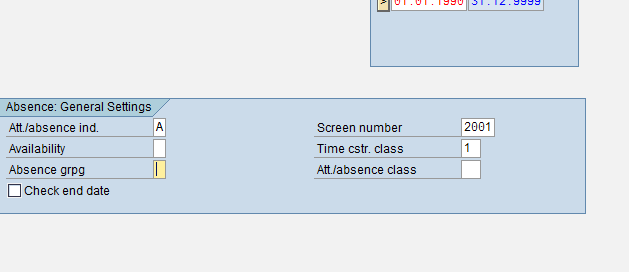 > 01.01.1990 31.12.9999
Absence: General Settings
Att./absence ind. A Screen number 2001
Availability Time cstr. class 1
Absence grpg Att./absence class
Check end date